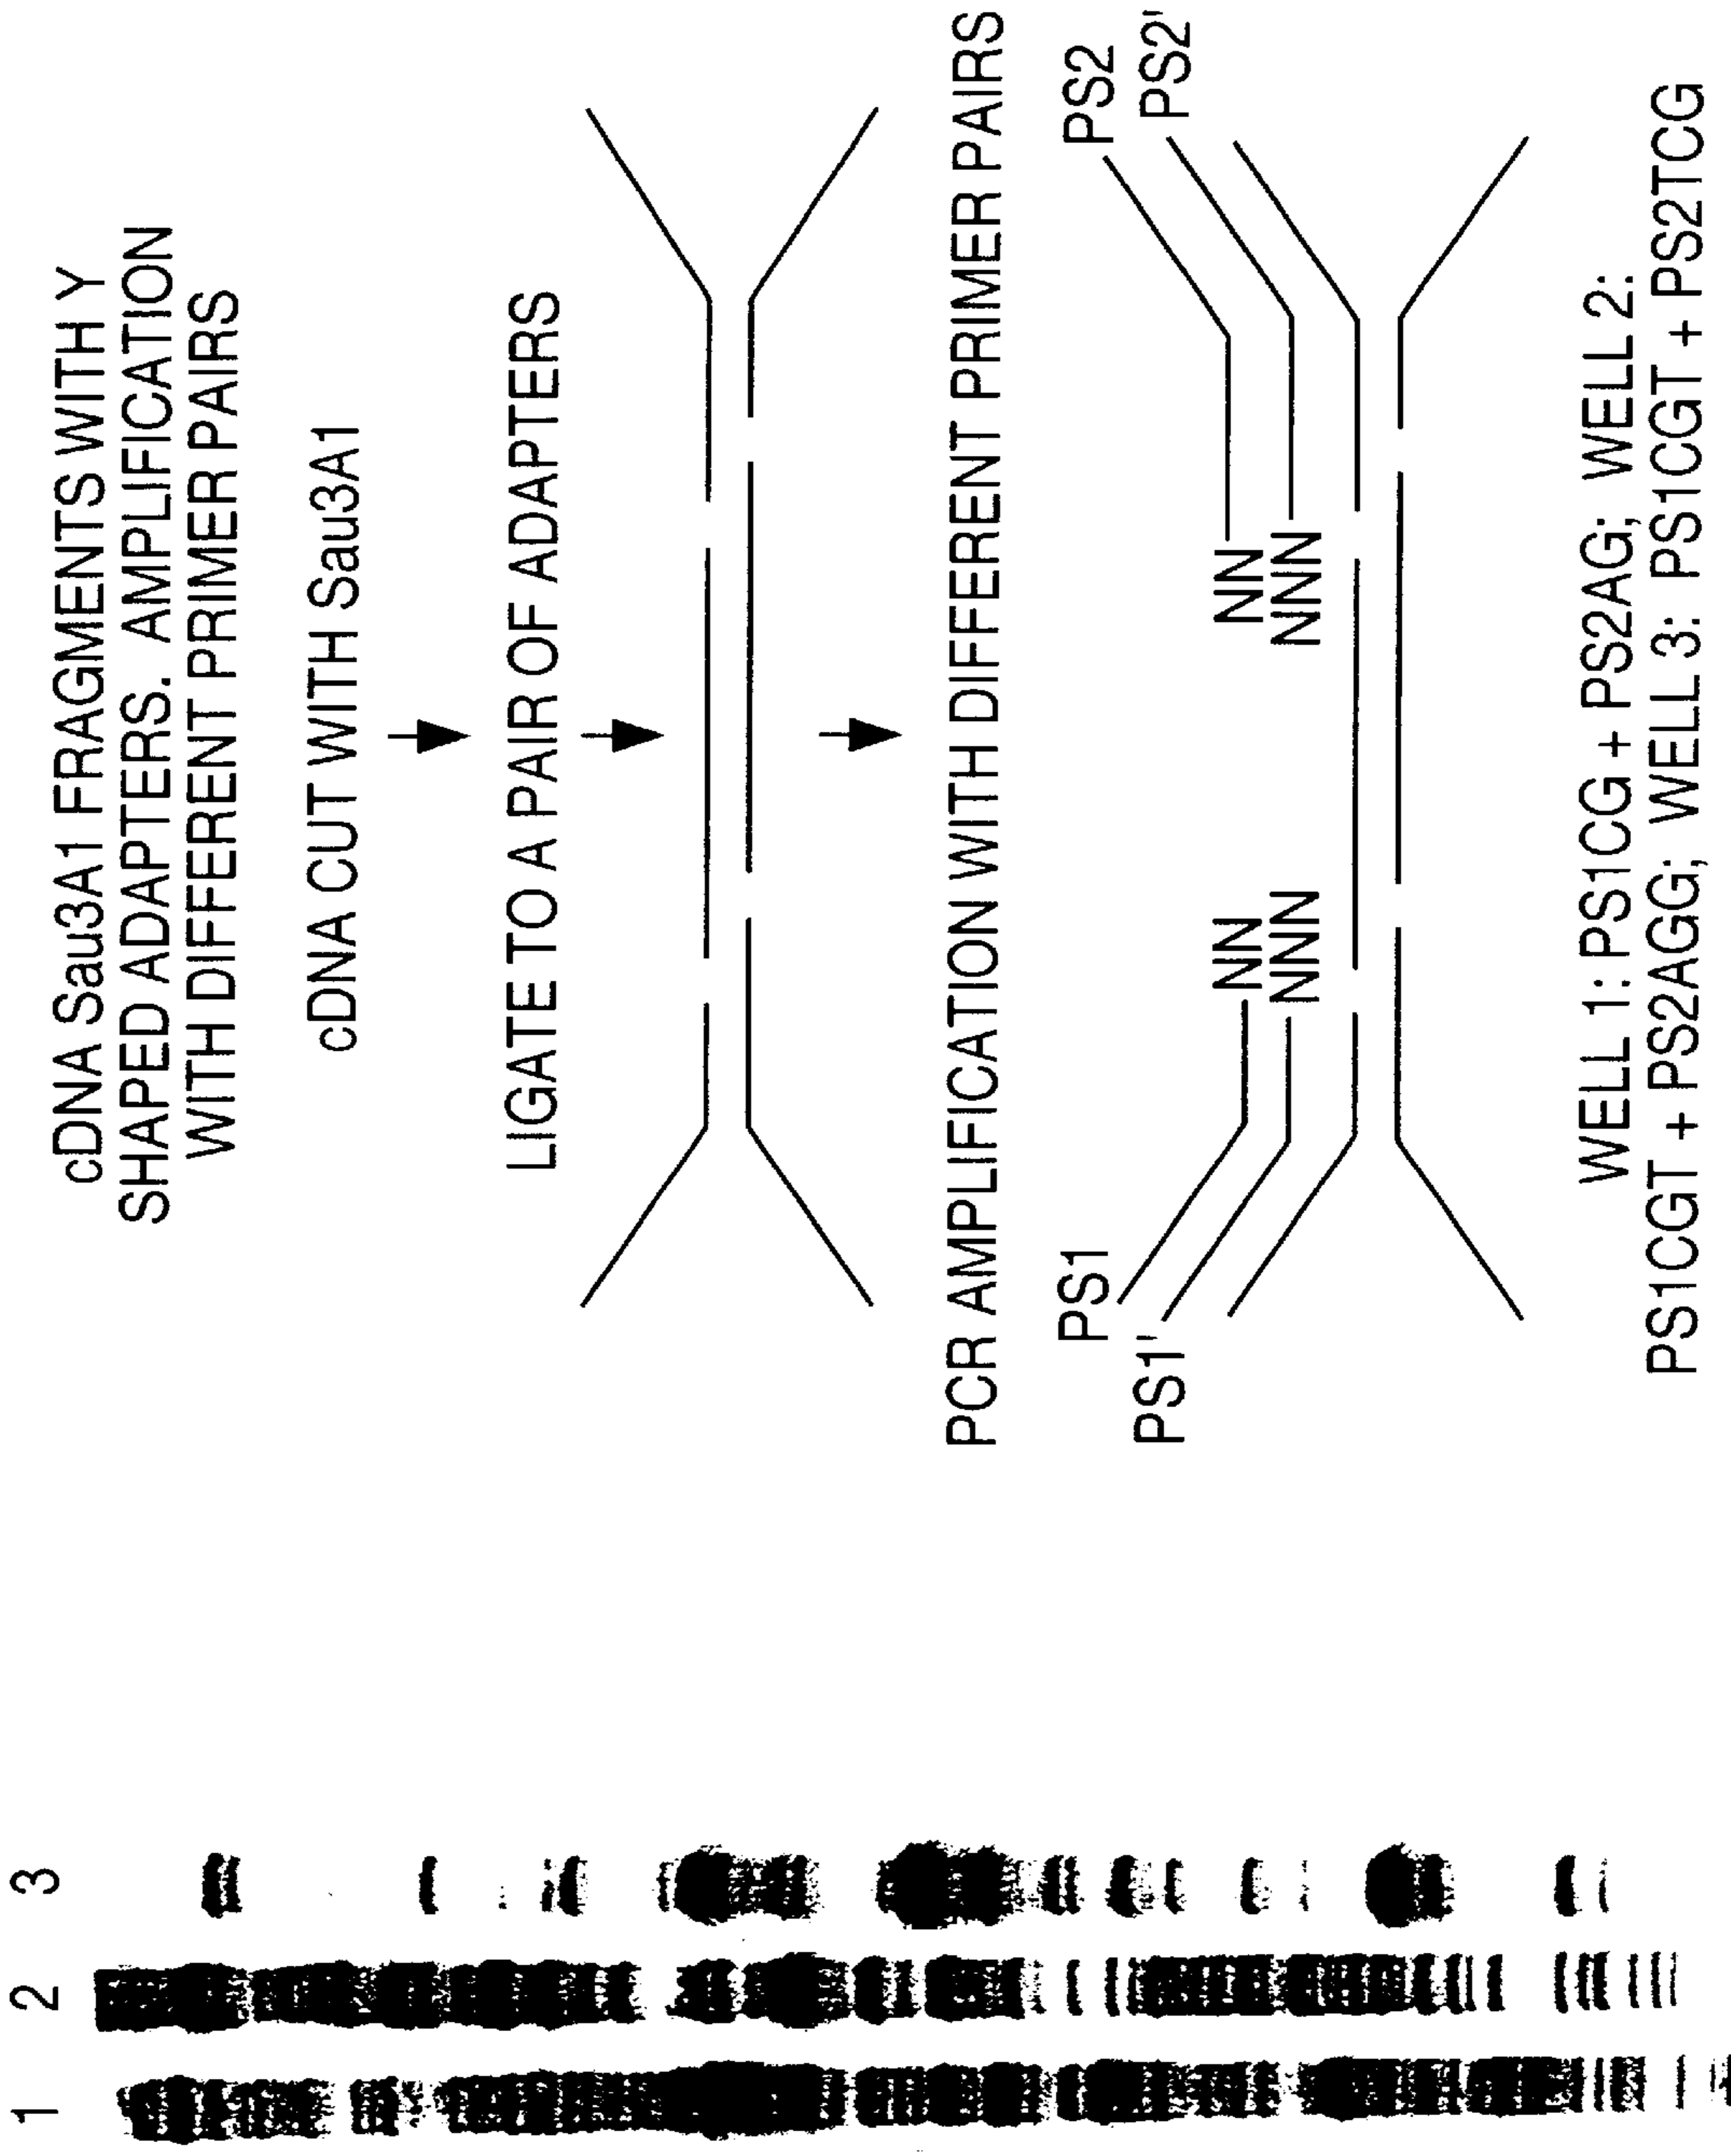 1 2 3
cDNA Sau3A1 FRAGMENTS WITH Y
SHAPED ADAPTERS. AMPLIFICATION
WITH DIFFERENT PRIMER PAIRS
cDNA CUT WITH Sau3A1
LIGATE TO A PAIR OF ADAPTERS
PCR AMPLIFICATION WITH DIFFERENT PRIMER PAIRS
PS1 PS2
PS1' PS2'
NN NN
NNN NNN
WELL 1: PS1CG + PS2AG; WELL 2:
PS1CGT + PS2AGG; WELL 3: PS1CGT + PS2TCG